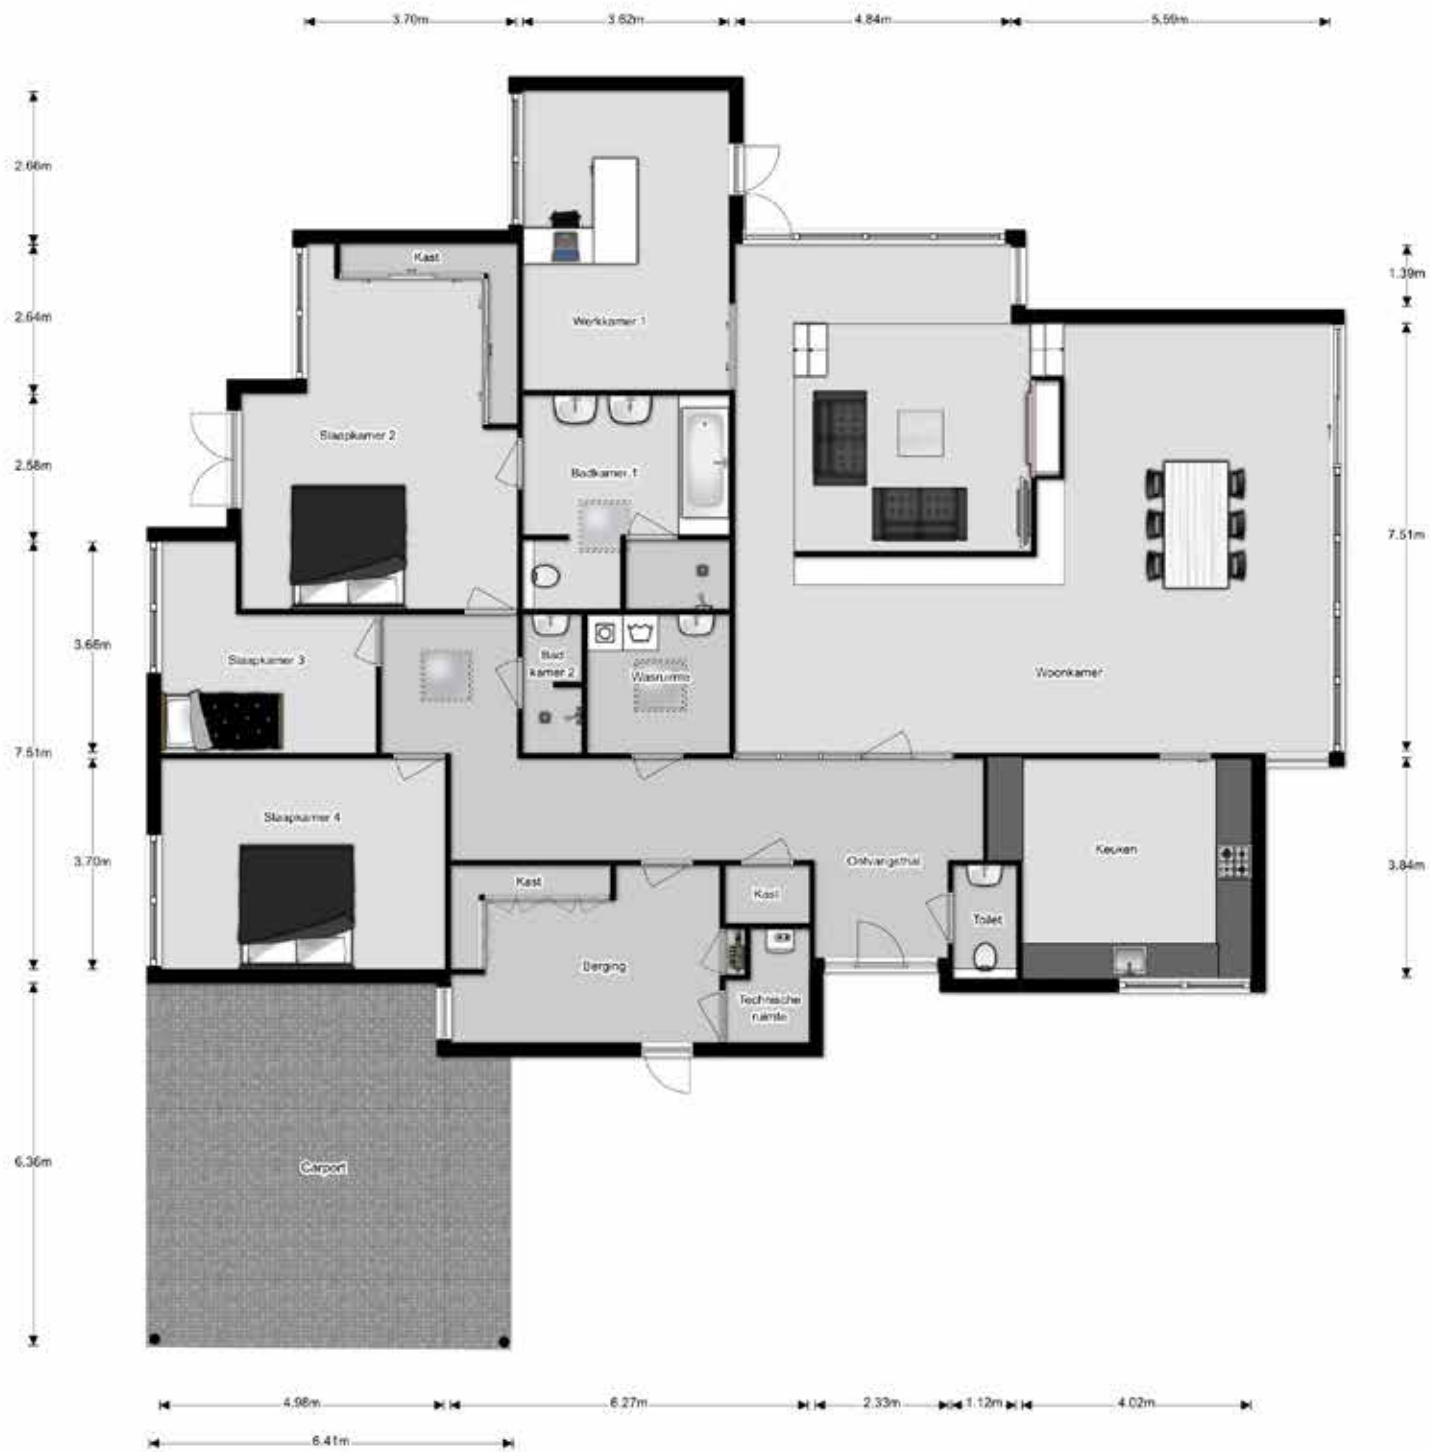 3.70m
3.62m
4.84m
5.59m
2.66m
2.64m
1.39m
Kast
Werkkamer 1
Slaapkamer 2
Badkamer 1
2.58m
7.51m
3.66m
Slaapkamer 3
Bad
kamer 2
Wasruimte
Woonkamer
7.51m
Slaapkamer 4
Keuken
3.70m
Ontvangsthal
3.84m
Kast
Kast
Toilet
Berging
Technische
ruimte
6.36m
Carport
4.98m
6.27m
2.33m
1.12m
4.02m
6.41m